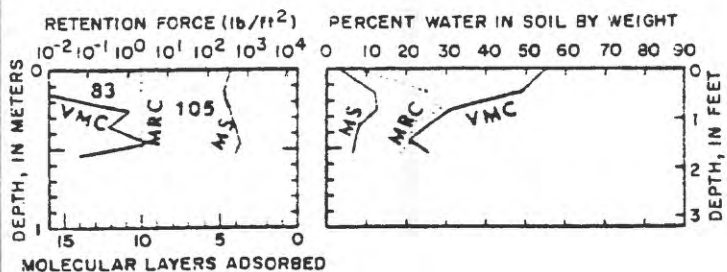 RETENTION FORCE (lb/ft2)
10-2 10-1 100 101 102 103 104
PERCENT WATER IN SOIL BY WEIGHT
0 10 20 30 40 50 60 70 80 90
DEPTH, IN METERS
0
1
83
105
VMC
MRC
MS
15 10 5 0
MOLECULAR LAYERS ADSORBED
MS
MRC
VMC
0
1
2
3
DEPTH, IN FEET